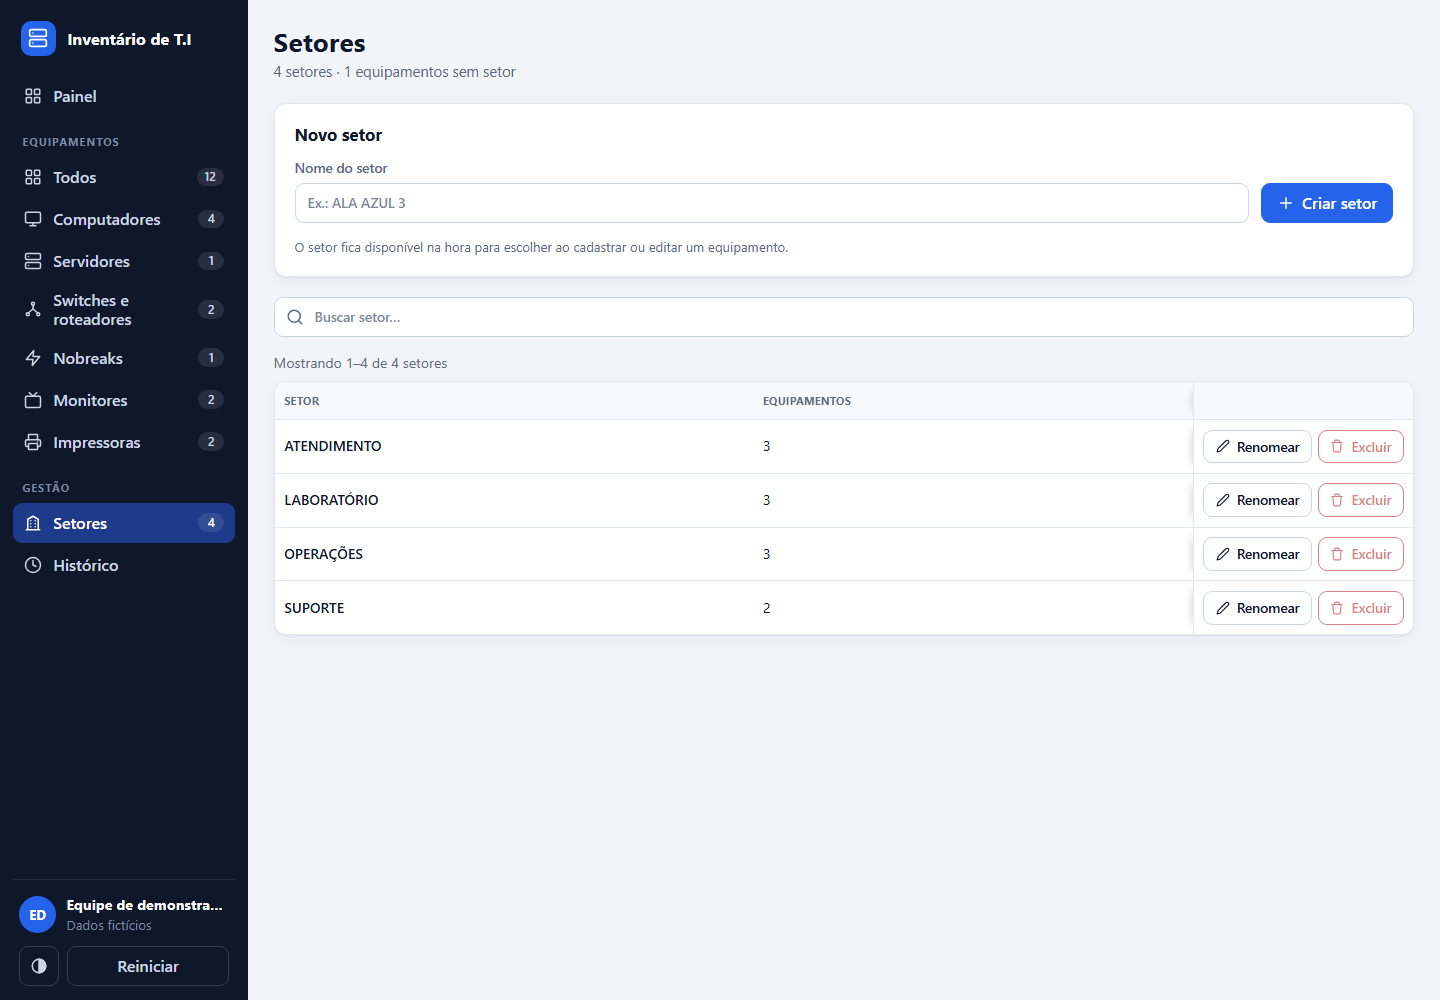 Inventário de T.I
Painel
EQUIPAMENTOS
Todos 12
Computadores 4
Servidores 1
Switches e
roteadores 2
Nobreaks 1
Monitores 2
Impressoras 2
GESTÃO
Setores 4
Histórico
ED
Equipe de demonstra...
Dados fictícios
Reiniciar
Setores
4 setores · 1 equipamentos sem setor
Novo setor
Nome do setor
Ex.: ALA AZUL 3
Criar setor
O setor fica disponível na hora para escolher ao cadastrar ou editar um equipamento.
Buscar setor...
Mostrando 1–4 de 4 setores
SETOR EQUIPAMENTOS
ATENDIMENTO 3 Renomear Excluir
LABORATÓRIO 3 Renomear Excluir
OPERAÇÕES 3 Renomear Excluir
SUPORTE 2 Renomear Excluir